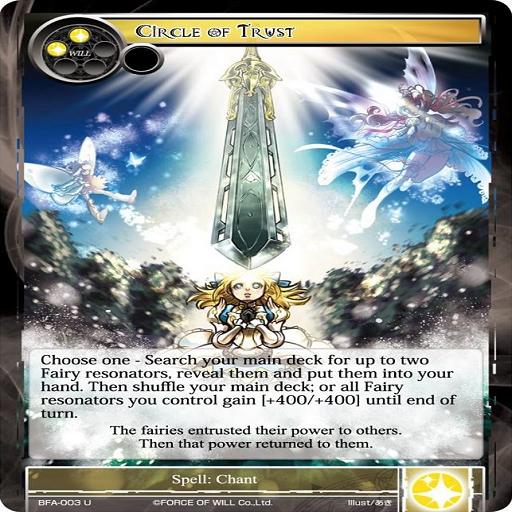 Circle of Trust
WILL
Choose one - Search your main deck for up to two
Fairy resonators, reveal them and put them into your
hand. Then shuffle your main deck; or all Fairy
resonators you control gain [+400/+400] until end of
turn.
The fairies entrusted their power to others.
Then that power returned to them.
Spell: Chant
BFA-003 U
©FORCE OF WILL Co.,Ltd.
Illust/あき